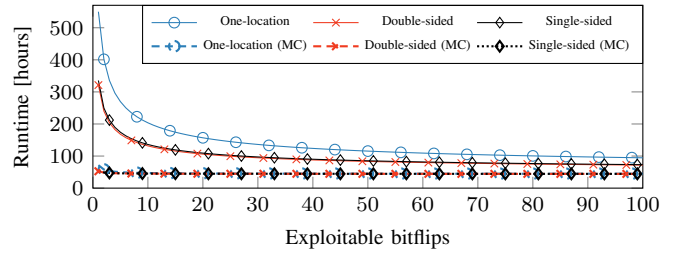 One-location Double-sided Single-sided
One-location (MC) Double-sided (MC) Single-sided (MC)
Runtime [hours]
500
400
300
200
100
0
0 10 20 30 40 50 60 70 80 90 100
Exploitable bitflips